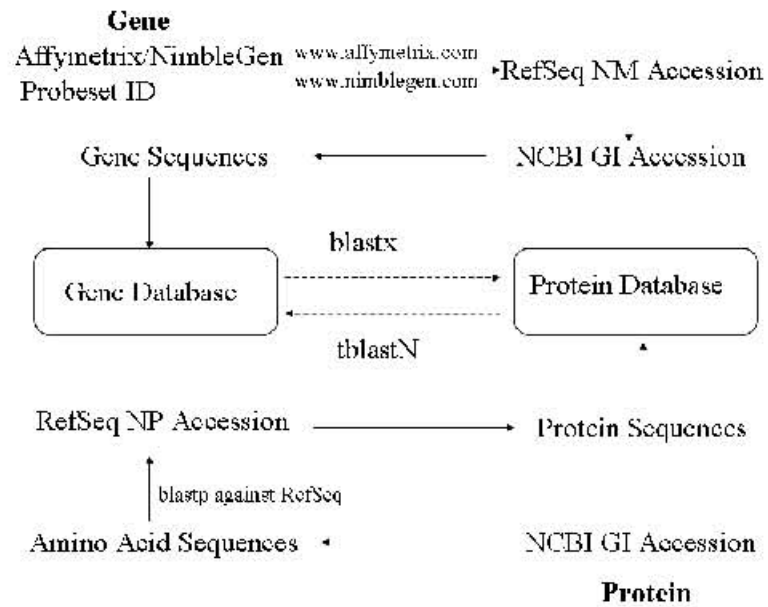 Gene
Affymetrix/NimbleGen
Probeset ID
www.affymetrix.com
www.nimblegen.com
RefSeq NM Accession
Gene Sequences
NCBI GI Accession
blastx
Gene Database
Protein Database
tblastN
RefSeq NP Accession
Protein Sequences
blastp against RefSeq
Amino Acid Sequences
NCBI GI Accession
Protein